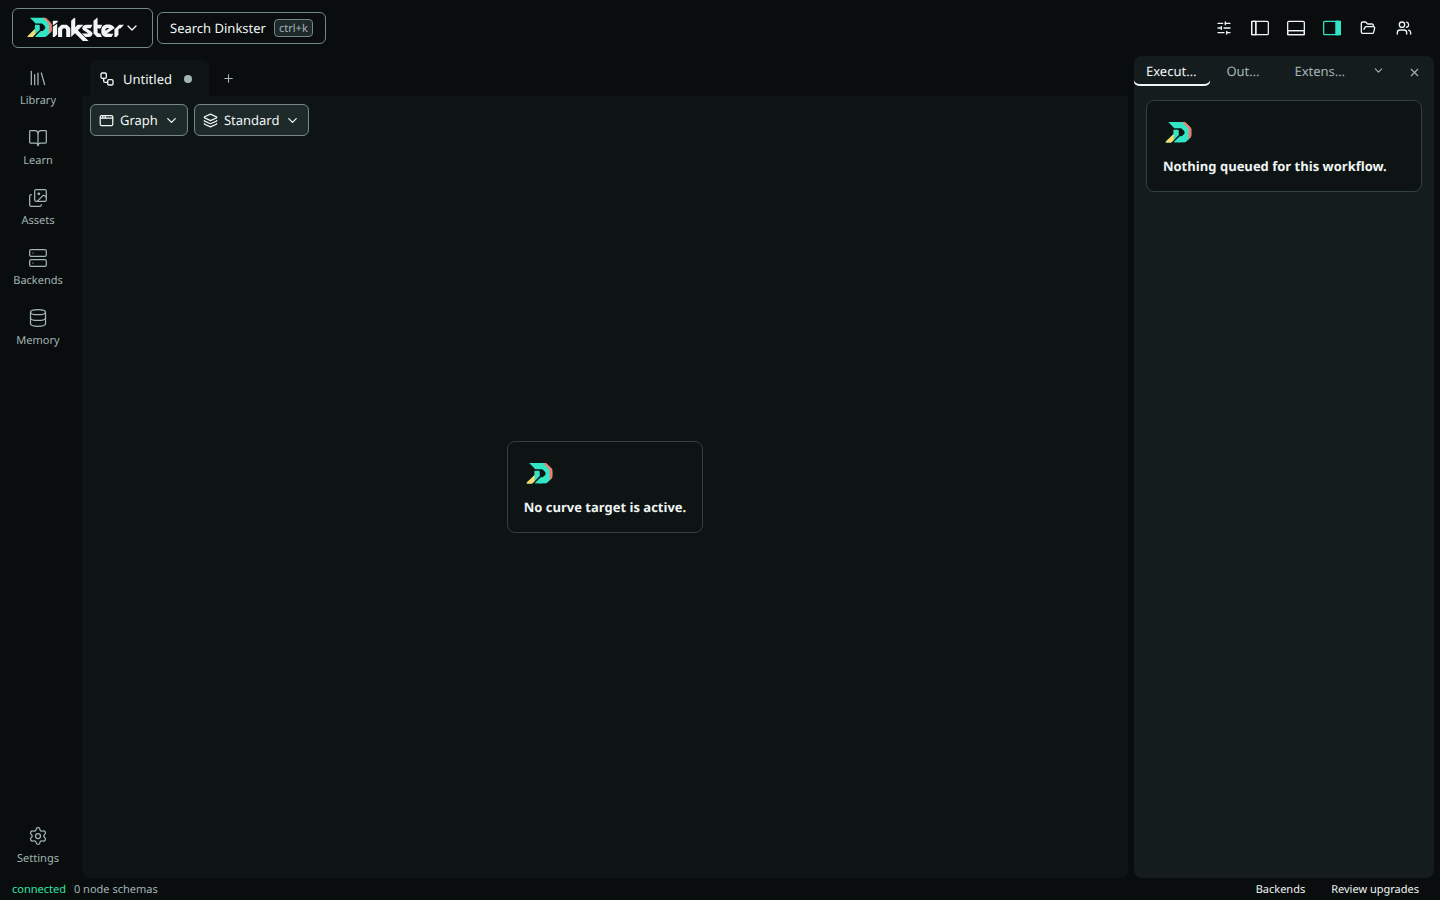 Dinkster
Search Dinkster ctrl+k
Library
Learn
Assets
Backends
Memory
Settings
Untitled
Graph
Standard
No curve target is active.
Execut...
Out...
Extens...
Nothing queued for this workflow.
connected 0 node schemas
Backends
Review upgrades